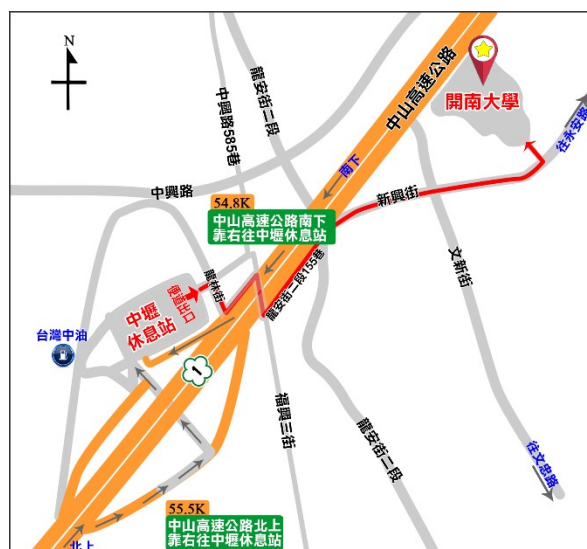 N
中山高速公路
開南大學
往永安路
龍安街二段
中興路585巷
南下
中興路
新興街
54.8K
中山高速公路南下
靠右往中壢休息站
文新街
龍林街
便道出口
中壢
休息站
龍安街二段155巷
台灣中油
1
福興三街
龍安街二段
往文忠路
55.5K
中山高速公路北上
靠右往中壢休息站
北上